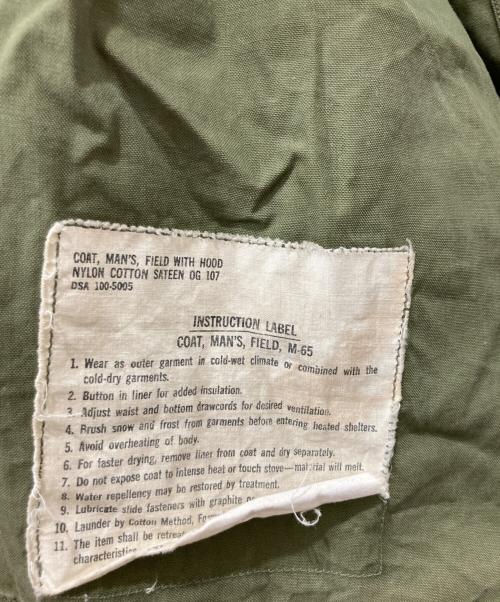 COAT, MAN'S, FIELD WITH HOOD
NYLON COTTON SATEEN OG 107
DSA 100-5005
INSTRUCTION LABEL
COAT, MAN'S, FIELD, M-65
1. Wear as outer garment in cold-wet climate or combined with the
cold-dry garments.
2. Button in liner for added insulation.
3. Adjust waist and bottom drawcords for desired ventilation.
4. Brush snow and frost from garments before entering heated shelters.
5. Avoid overheating of body.
6. For faster drying, remove liner from coat and dry separately.
7. Do not expose coat to intense heat or touch stove—material will melt.
8. Water repellency may be restored by treatment.
9. Lubricate slide fasteners with graphite
10. Launder by Cotton Method,
11. The item shall be